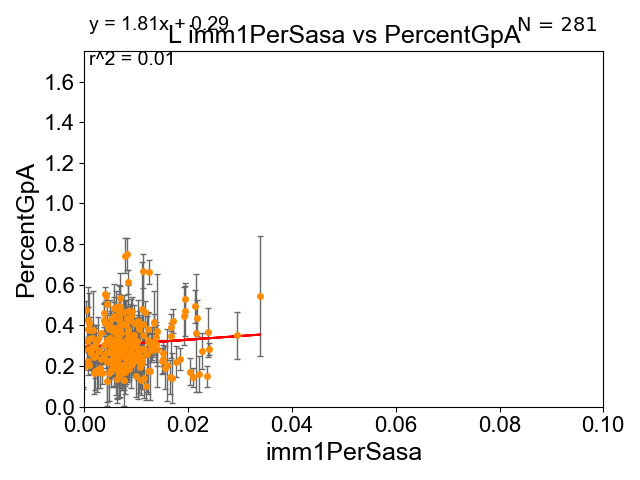 y = 1.81x + 0.29
L imm1PerSasa vs PercentGpA
N = 281
r^2 = 0.01
PercentGpA
1.6
1.4
1.2
1.0
0.8
0.6
0.4
0.2
0.0
0.00
0.02
0.04
0.06
0.08
0.10
imm1PerSasa